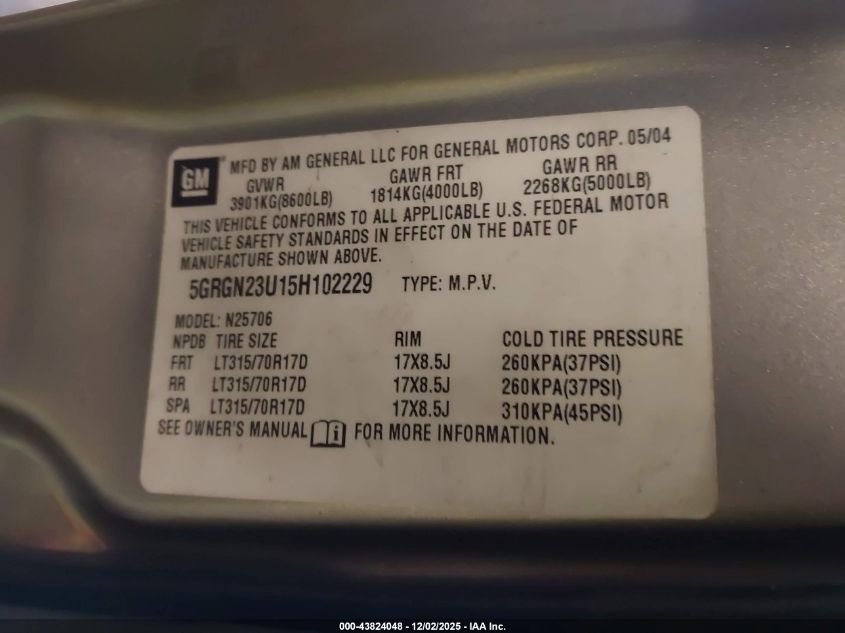 GM
MFD BY AM GENERAL LLC FOR GENERAL MOTORS CORP. 05/04
GVWR GAWR FRT GAWR RR
3901KG(8600LB) 1814KG(4000LB) 2268KG(5000LB)
THIS VEHICLE CONFORMS TO ALL APPLICABLE U.S. FEDERAL MOTOR
VEHICLE SAFETY STANDARDS IN EFFECT ON THE DATE OF
MANUFACTURE SHOWN ABOVE.
5GRGN23U15H102229 TYPE: M.P.V.
MODEL: N25706
NPDB TIRE SIZE RIM COLD TIRE PRESSURE
FRT LT315/70R17D 17X8.5J 260KPA(37PSI)
RR LT315/70R17D 17X8.5J 260KPA(37PSI)
SPA LT315/70R17D 17X8.5J 310KPA(45PSI)
SEE OWNER'S MANUAL i FOR MORE INFORMATION.
000-43824048 - 12/02/2025 - IAA Inc.